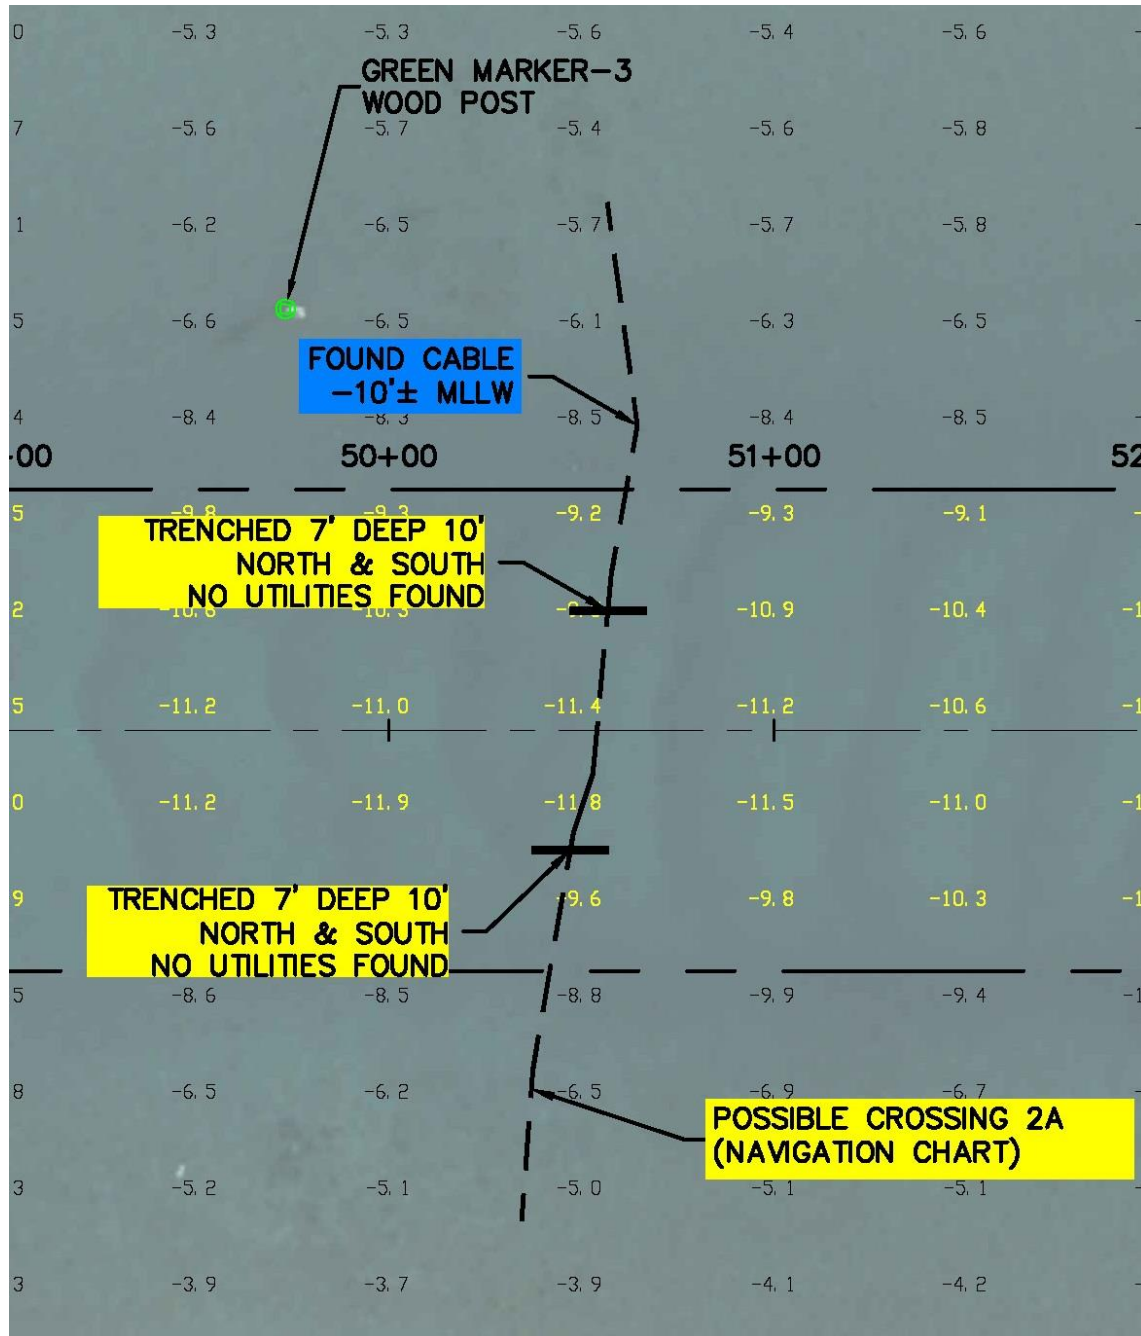 0 -5.3 -5.3 -5.6 -5.4 -5.6
GREEN MARKER-3
WOOD POST
7 -5.6 -5.7 -5.4 -5.6 -5.8
1 -6.2 -6.5 -5.7 -5.7 -5.8
5 -6.6 -6.5 -6.1 -6.3 -6.5
FOUND CABLE
-10'± MLLW
4 -8.4 -8.3 -8.5 -8.4 -8.5
+00 50+00 51+00 52
5 -9.8 -9.2 -9.3 -9.1
TRENCHED 7' DEEP 10'
NORTH & SOUTH
NO UTILITIES FOUND
2 -10.9 -10.4
5 -11.2 -11.0 -11.4 -11.2 -10.6
0 -11.2 -11.9 -11.8 -11.5 -11.0
9 -9.6 -9.8 -10.3
TRENCHED 7' DEEP 10'
NORTH & SOUTH
NO UTILITIES FOUND
5 -8.6 -8.5 -8.8 -9.9 -9.4
8 -6.5 -6.2 -6.5 -6.9 -6.7
POSSIBLE CROSSING 2A
(NAVIGATION CHART)
3 -5.2 -5.1 -5.0 -5.1 -5.1
3 -3.9 -3.7 -3.9 -4.1 -4.2